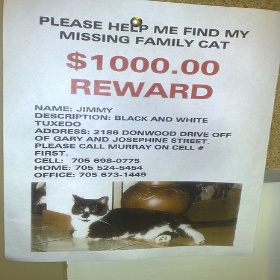 PLEASE HELP ME FIND MY
MISSING FAMILY CAT
$1000.00
REWARD
NAME: JIMMY
DESCRIPTION: BLACK AND WHITE
TUXEDO
ADDRESS: 2186 DONWOOD DRIVE OFF
OF GARY AND JOSEPHINE STREET.
PLEASE CALL MURRAY ON CELL #
FIRST.
CELL: 705 698-0775
HOME: 705 524-5454
OFFICE: 705 673-1449